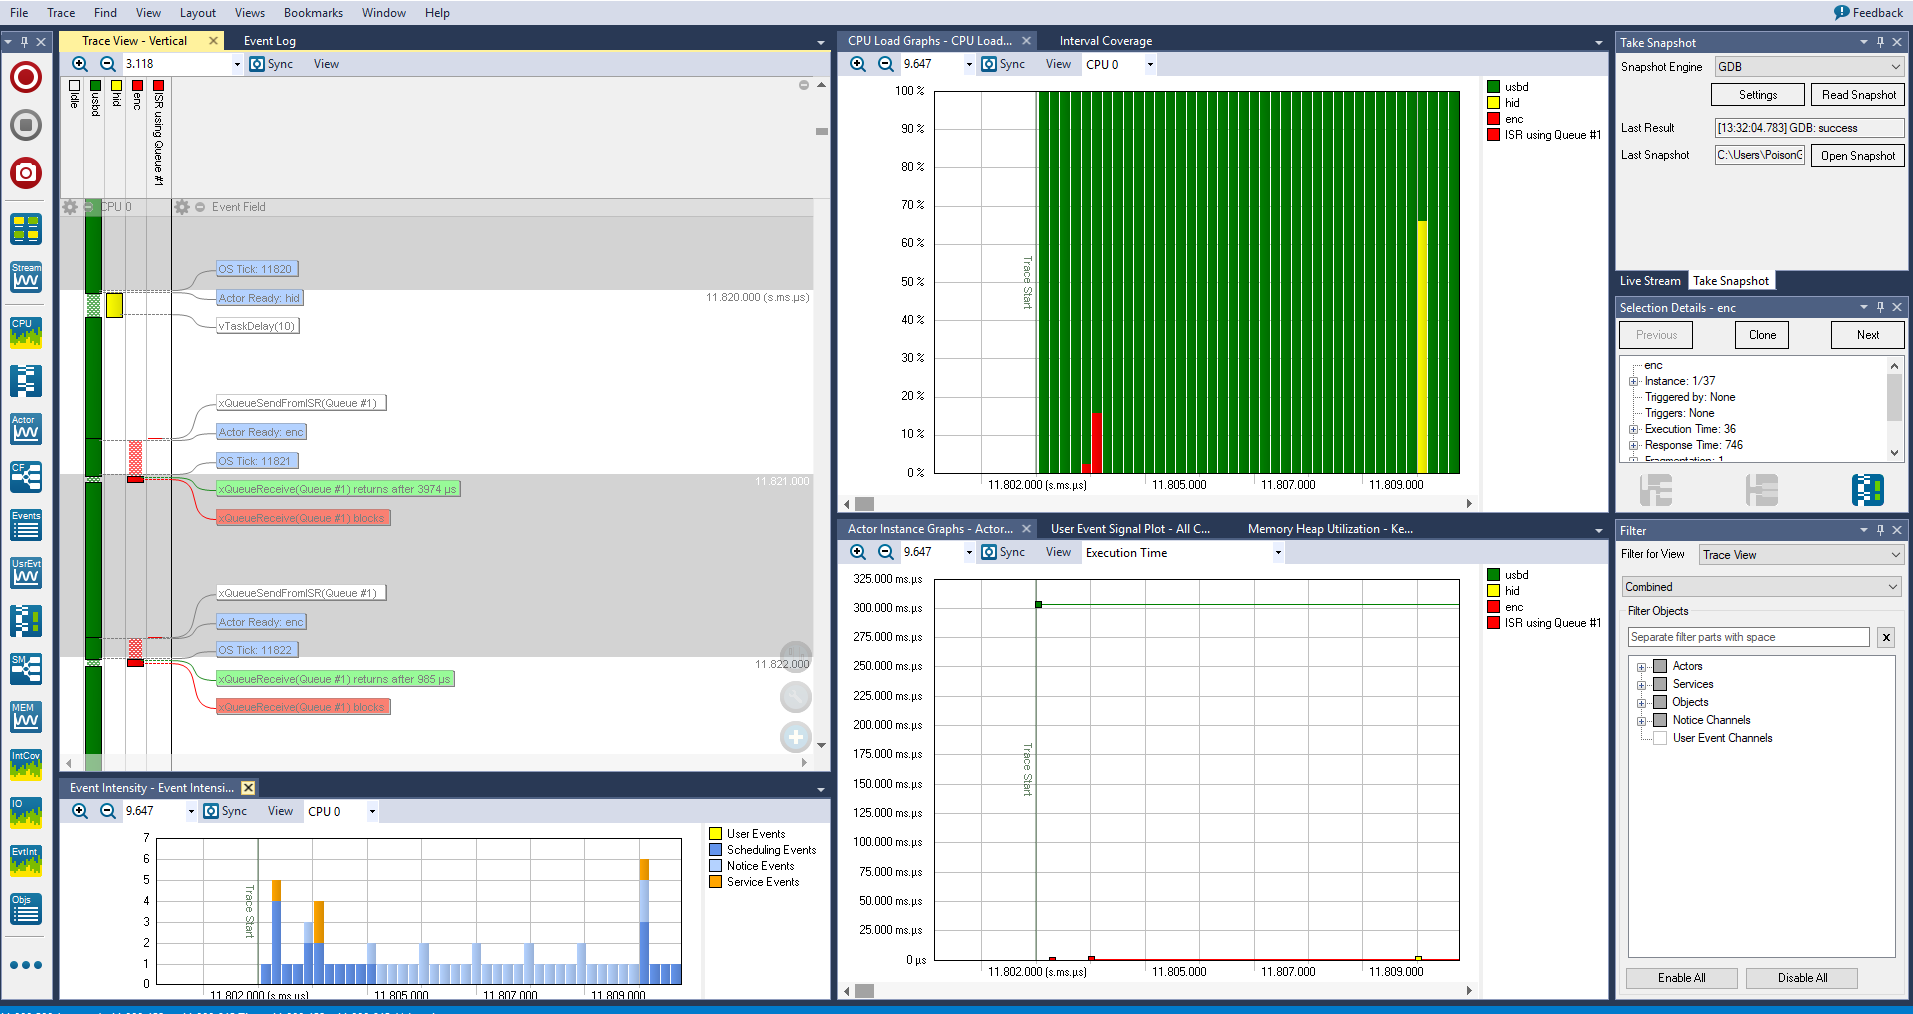 File Trace Find View Layout Views Bookmarks Window Help Feedback
Trace View - Vertical
Event Log
3.118 Sync View
Idle
usbd
hid
enc
ISR using Queue #1
CPU 0
Event Field
OS Tick: 11820
Actor Ready: hid
11.820.000 (s.ms.µs)
vTaskDelay(10)
xQueueSendFromISR(Queue #1)
Actor Ready: enc
OS Tick: 11821
11.821.000
xQueueReceive(Queue #1) returns after 3974 µs
xQueueReceive(Queue #1) blocks
xQueueSendFromISR(Queue #1)
Actor Ready: enc
OS Tick: 11822
11.822.000
xQueueReceive(Queue #1) returns after 985 µs
xQueueReceive(Queue #1) blocks
Stream
CPU
Actor
CF
Events
UsrEvt
SM
MEM
IntCov
IO
EvtInt
Objs
Event Intensity - Event Intensi...
9.647 Sync View CPU 0
7
6
5
4
3
2
1
0
Trace Start
11.802.000 (s.ms.µs) 11.805.000 11.807.000 11.809.000
User Events
Scheduling Events
Notice Events
Service Events
CPU Load Graphs - CPU Load...
Interval Coverage
9.647 Sync View CPU 0
100 %
90 %
80 %
70 %
60 %
50 %
40 %
30 %
20 %
10 %
0 %
Trace Start
11.802.000 (s.ms.µs) 11.805.000 11.807.000 11.809.000
usbd
hid
enc
ISR using Queue #1
Actor Instance Graphs - Actor...
User Event Signal Plot - All C...
Memory Heap Utilization - Ke...
9.647 Sync View Execution Time
325.000 ms.µs
300.000 ms.µs
275.000 ms.µs
250.000 ms.µs
225.000 ms.µs
200.000 ms.µs
175.000 ms.µs
150.000 ms.µs
125.000 ms.µs
100.000 ms.µs
75.000 ms.µs
50.000 ms.µs
25.000 ms.µs
0 µs
Trace Start
11.802.000 (s.ms.µs) 11.805.000 11.807.000 11.809.000
usbd
hid
enc
ISR using Queue #1
Take Snapshot
Snapshot Engine GDB
Settings Read Snapshot
Last Result [13:32:04.783] GDB: success
Last Snapshot C:\Users\PoisonG Open Snapshot
Live Stream Take Snapshot
Selection Details - enc
Previous Clone Next
enc
Instance: 1/37
Triggered by: None
Triggers: None
Execution Time: 36
Response Time: 746
Fragmentation: 1
Filter
Filter for View Trace View
Combined
Filter Objects
Separate filter parts with space x
Actors
Services
Objects
Notice Channels
User Event Channels
Enable All Disable All